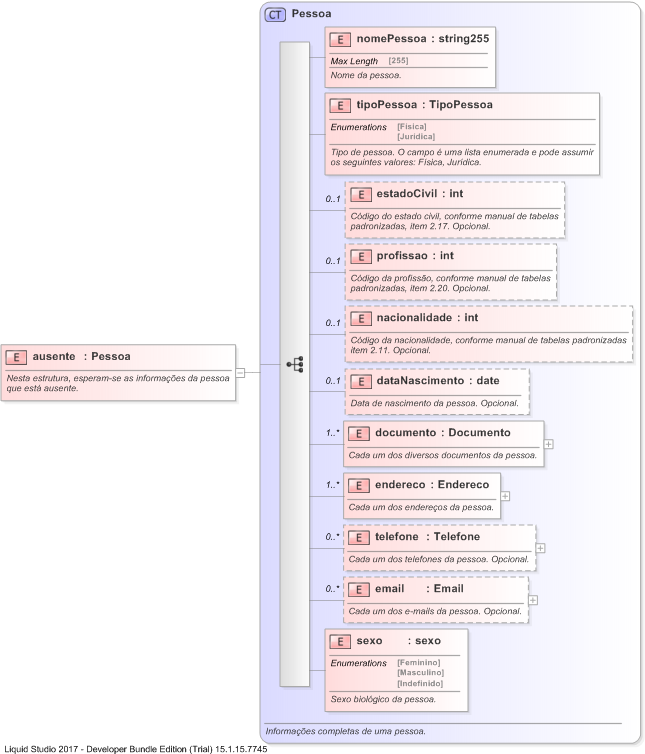 CT Pessoa
E nomePessoa : string255
Max Length [255]
Nome da pessoa.
E tipoPessoa : TipoPessoa
Enumerations [Física]
[Jurídica]
Tipo de pessoa. O campo é uma lista enumerada e pode assumir
os seguintes valores: Física, Jurídica.
0..1 E estadoCivil : int
Código do estado civil, conforme manual de tabelas
padronizadas, item 2.17. Opcional.
0..1 E profissao : int
Código da profissão, conforme manual de tabelas
padronizadas, item 2.20. Opcional.
0..1 E nacionalidade : int
Código da nacionalidade, conforme manual de tabelas padronizadas
item 2.11. Opcional.
E ausente : Pessoa
Nesta estrutura, esperam-se as informações da pessoa
que está ausente.
0..1 E dataNascimento : date
Data de nascimento da pessoa. Opcional.
1..* E documento : Documento
Cada um dos diversos documentos da pessoa.
1..* E endereco : Endereco
Cada um dos endereços da pessoa.
0..* E telefone : Telefone
Cada um dos telefones da pessoa. Opcional.
0..* E email : Email
Cada um dos e-mails da pessoa. Opcional.
E sexo : sexo
Enumerations [Feminino]
[Masculino]
[Indefinido]
Sexo biológico da pessoa.
Informações completas de uma pessoa.
Liquid Studio 2017 - Developer Bundle Edition (Trial) 15.1.15.7745